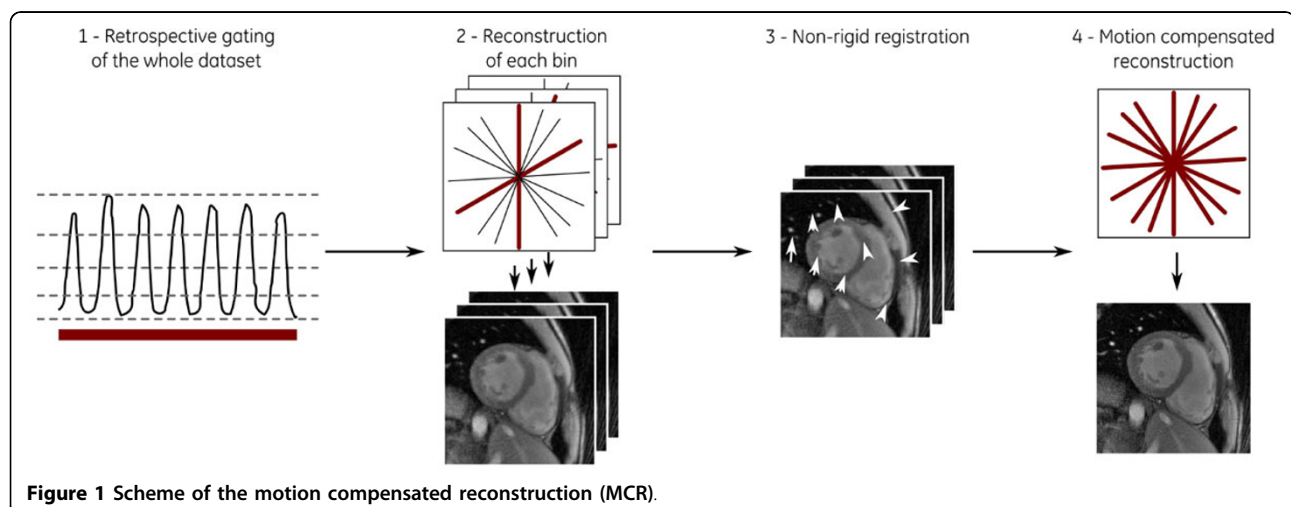 1 - Retrospective gating
of the whole dataset
2 - Reconstruction
of each bin
3 - Non-rigid registration
4 - Motion compensated
reconstruction
Figure 1 Scheme of the motion compensated reconstruction (MCR).